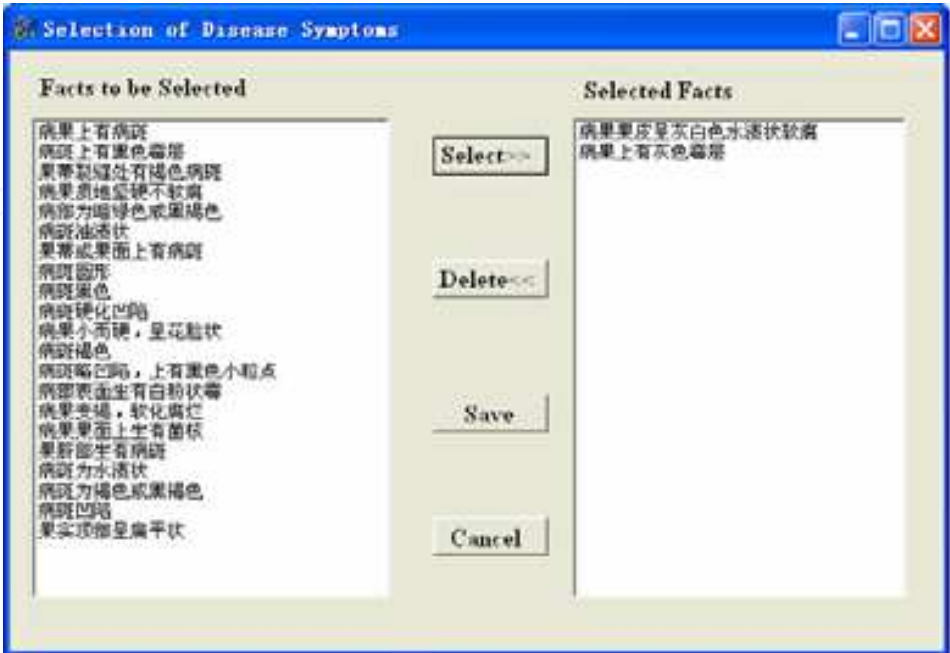 Selection of Disease Symptoms
Facts to be Selected
病果上有病斑
病斑上有黑色霉层
果蒂裂缝处有褐色病斑
病果质地坚硬不软腐
病部为暗绿色或黑褐色
病斑油渍状
果蒂或果面上有病斑
病斑圆形
病斑黑色
病斑硬化凹陷
病果小而硬，呈花脸状
病斑褐色
病斑略凹陷，上有黑色小粒点
病部表面生有白粉状霉
病果变褐，软化腐烂
病果果面上生有菌核
果脐部生有病斑
病斑为水渍状
病斑为褐色或黑褐色
病斑凹陷
果实顶部呈扁平状
Select>>
Delete<<
Save
Cancel
Selected Facts
病果果皮呈灰白色水渍状软腐
病果上有灰色霉层